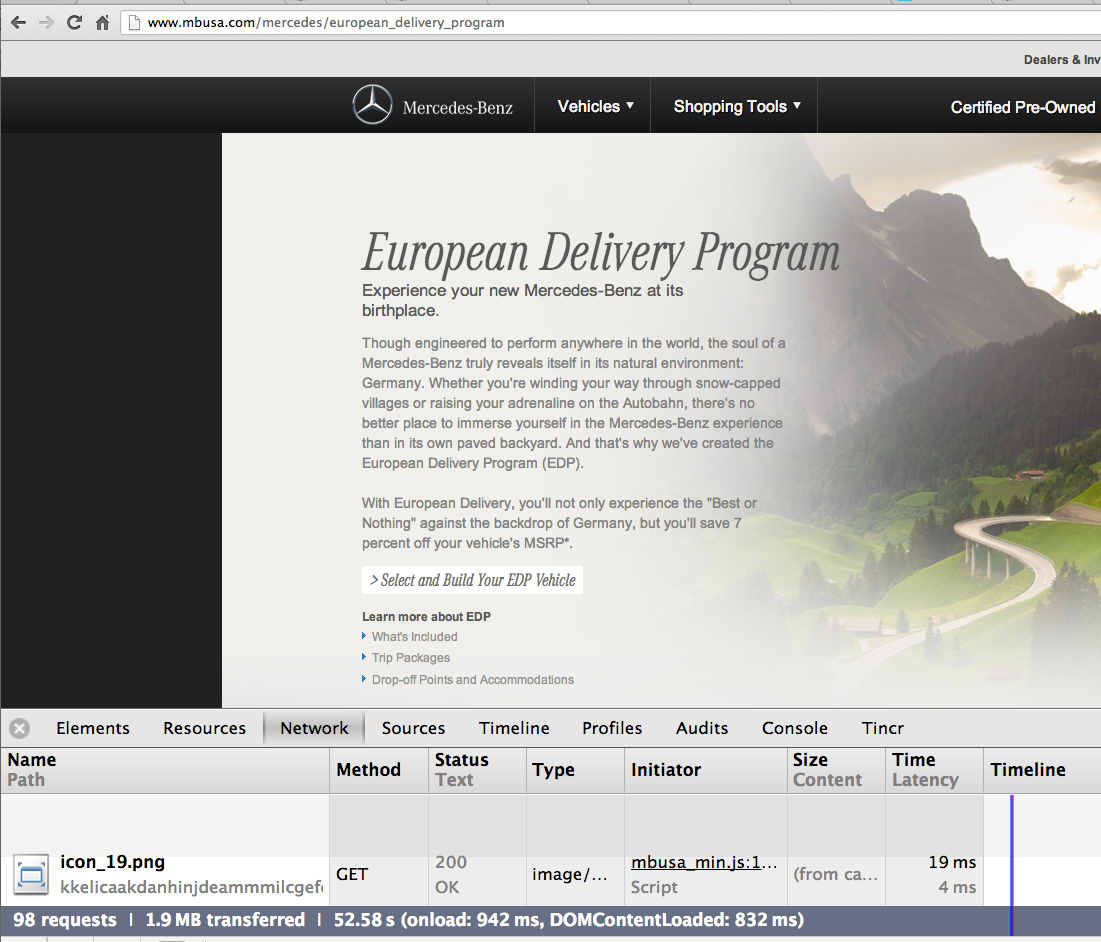 www.mbusa.com/mercedes/european_delivery_program
Dealers & Inv
Mercedes-Benz
Vehicles
Shopping Tools
Certified Pre-Owned
European Delivery Program
Experience your new Mercedes-Benz at its
birthplace.
Though engineered to perform anywhere in the world, the soul of a
Mercedes-Benz truly reveals itself in its natural environment:
Germany. Whether you're winding your way through snow-capped
villages or raising your adrenaline on the Autobahn, there's no
better place to immerse yourself in the Mercedes-Benz experience
than in its own paved backyard. And that's why we've created the
European Delivery Program (EDP).
With European Delivery, you'll not only experience the "Best or
Nothing" against the backdrop of Germany, but you'll save 7
percent off your vehicle's MSRP*.
> Select and Build Your EDP Vehicle
Learn more about EDP
What's Included
Trip Packages
Drop-off Points and Accommodations
Elements Resources Network Sources Timeline Profiles Audits Console Tincr
Name Path Method Status Text Type Initiator Size Content Time Latency Timeline
icon_19.png GET 200 image/... mbusa_min.js:1... (from ca... 19 ms
kkelicaakdanhinjdeammmilcgefo OK Script 4 ms
98 requests | 1.9 MB transferred | 52.58 s (onload: 942 ms, DOMContentLoaded: 832 ms)